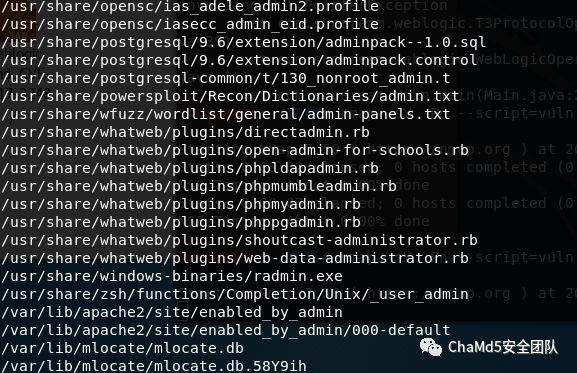 /usr/share/opensc/ias_adele_admin2.profile
/usr/share/opensc/iasecc_admin_eid.profile
/usr/share/postgresql/9.6/extension/adminpack--1.0.sql
/usr/share/postgresql/9.6/extension/adminpack.control
/usr/share/postgresql-common/t/130_nonroot_admin.t
/usr/share/powersploit/Recon/Dictionaries/admin.txt
/usr/share/wfuzz/wordlist/general/admin-panels.txt
/usr/share/whatweb/plugins/directadmin.rb
/usr/share/whatweb/plugins/open-admin-for-schools.rb
/usr/share/whatweb/plugins/phpldapadmin.rb
/usr/share/whatweb/plugins/phpmumbleadmin.rb
/usr/share/whatweb/plugins/phpmyadmin.rb
/usr/share/whatweb/plugins/phppgadmin.rb
/usr/share/whatweb/plugins/shoutcast-administrator.rb
/usr/share/whatweb/plugins/web-data-administrator.rb
/usr/share/windows-binaries/radmin.exe
/usr/share/zsh/functions/Completion/Unix/_user_admin
/var/lib/apache2/site/enabled_by_admin
/var/lib/apache2/site/enabled_by_admin/000-default
/var/lib/mlocate/mlocate.db
/var/lib/mlocate/mlocate.db.58Y9ih
ChaMd5安全团队